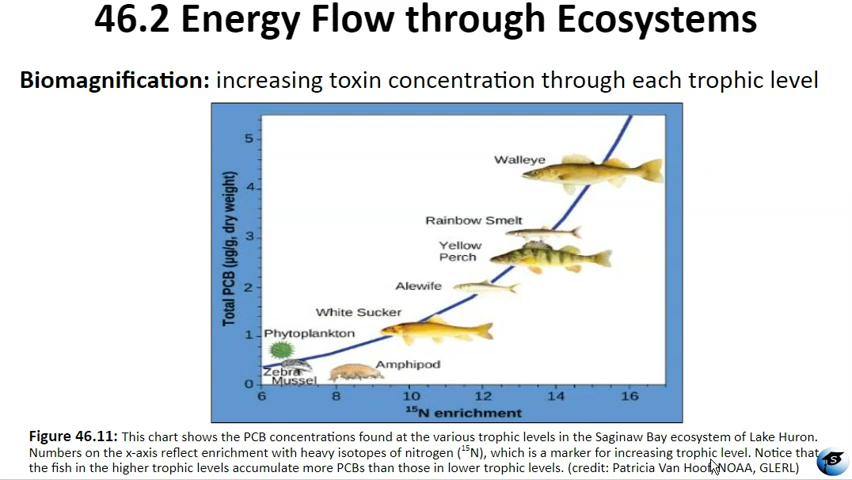 46.2 Energy Flow through Ecosystems
Biomagnification: increasing toxin concentration through each trophic level
Total PCB (µg/g, dry weight)
5
4
3
2
1
0
Walleye
Rainbow Smelt
Yellow
Perch
Alewife
White Sucker
Phytoplankton
Amphipod
Zebra
Mussel
6 8 10 12 14 16
15N enrichment
Figure 46.11: This chart shows the PCB concentrations found at the various trophic levels in the Saginaw Bay ecosystem of Lake Huron.
Numbers on the x-axis reflect enrichment with heavy isotopes of nitrogen (15N), which is a marker for increasing trophic level. Notice that
the fish in the higher trophic levels accumulate more PCBs than those in lower trophic levels. (credit: Patricia Van Hoof, NOAA, GLERL)
S